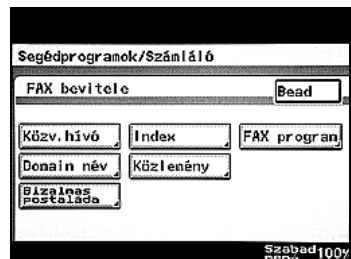 Segédprogramok/Számláló
FAX bevitele
Bead
Közv.hívó
Index
FAX program
Domain név
Közlemény
Bizalmas
postaláda
Szabad 100%